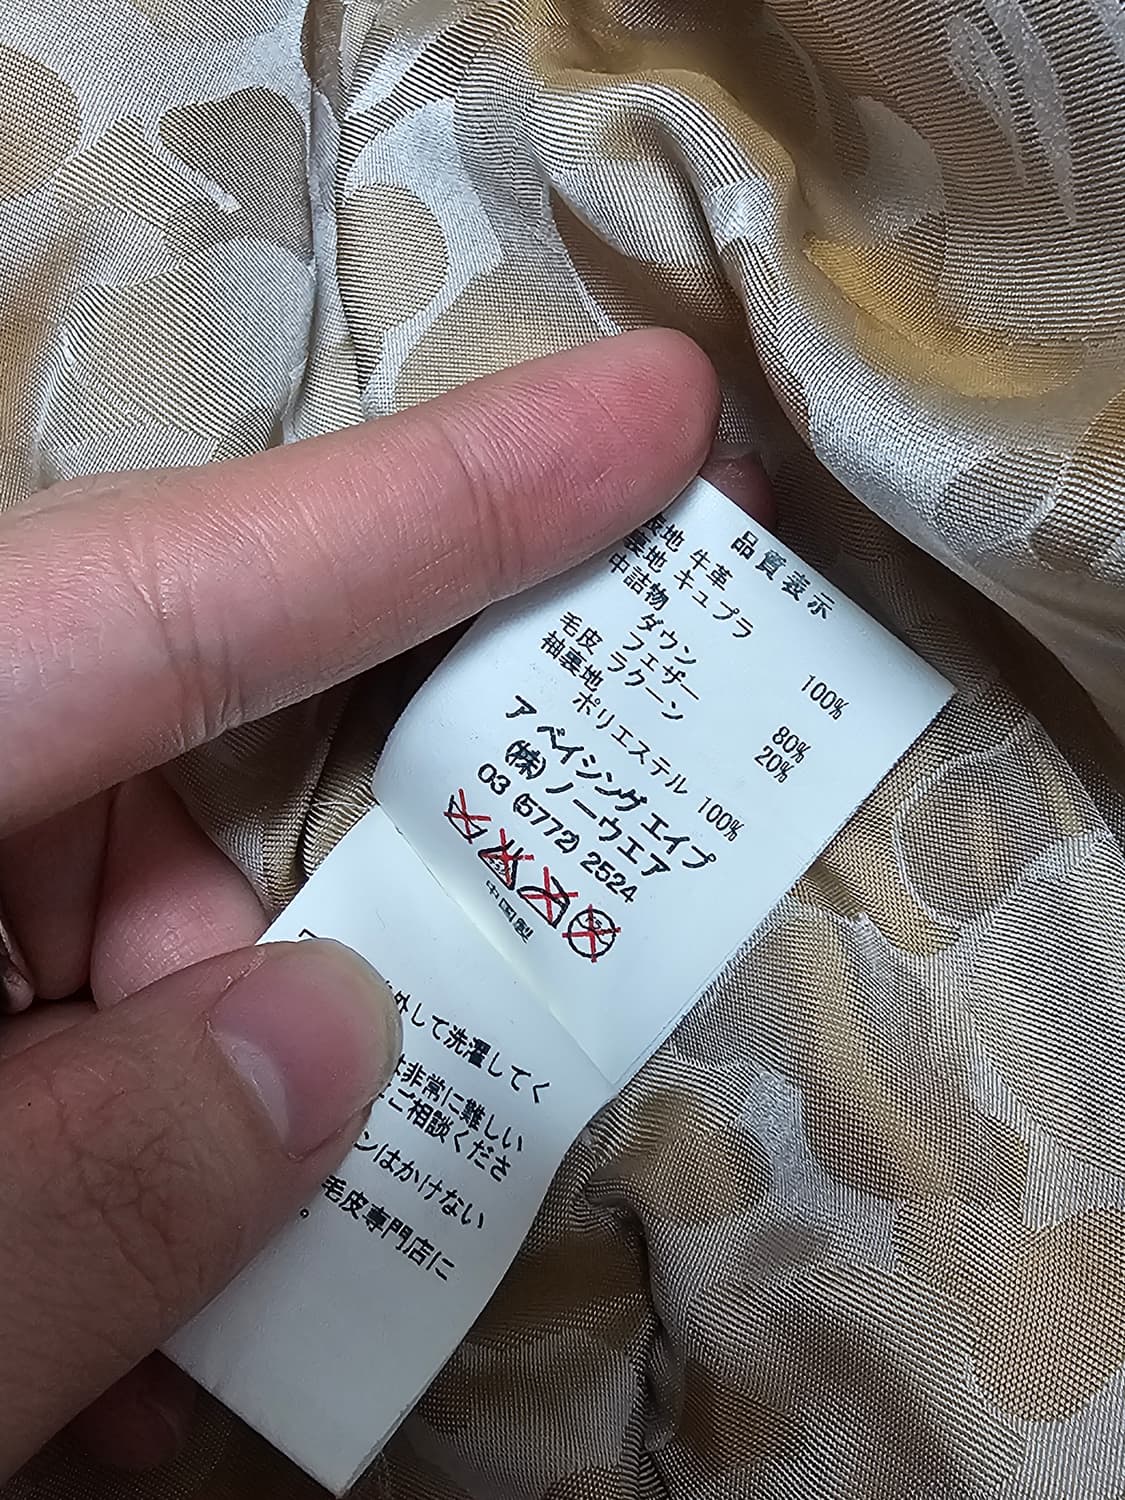 品質表示
表地 牛革
裏地 キュプラ 100%
中詰物
ダウン 80%
フェザー 20%
毛皮 ラクーン
袖裏地
ポリエステル 100%
ア ベイシング エイプ
(株) ノーウエア
03 (5772) 2524
中国製
外して洗濯してく
は非常に難しい
ご相談くださ
ンはかけない
毛皮専門店に
。